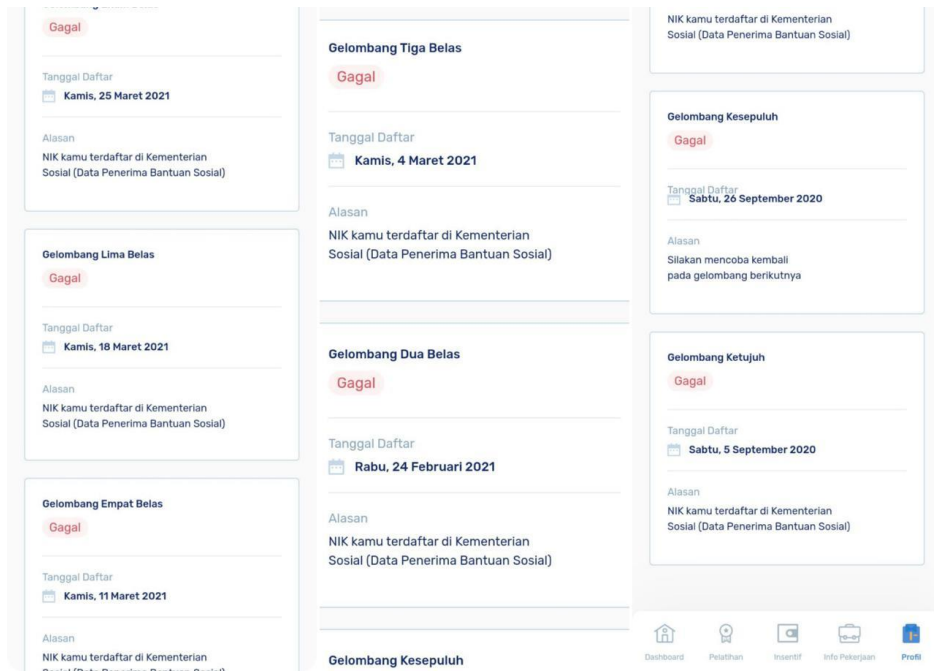 Gagal
Tanggal Daftar
Kamis, 25 Maret 2021
Alasan
NIK kamu terdaftar di Kementerian
Sosial (Data Penerima Bantuan Sosial)
Gelombang Lima Belas
Gagal
Tanggal Daftar
Kamis, 18 Maret 2021
Alasan
NIK kamu terdaftar di Kementerian
Sosial (Data Penerima Bantuan Sosial)
Gelombang Empat Belas
Gagal
Tanggal Daftar
Kamis, 11 Maret 2021
Alasan
NIK kamu terdaftar di Kementerian
Gelombang Tiga Belas
Gagal
Tanggal Daftar
Kamis, 4 Maret 2021
Alasan
NIK kamu terdaftar di Kementerian
Sosial (Data Penerima Bantuan Sosial)
Gelombang Dua Belas
Gagal
Tanggal Daftar
Rabu, 24 Februari 2021
Alasan
NIK kamu terdaftar di Kementerian
Sosial (Data Penerima Bantuan Sosial)
Gelombang Kesepuluh
NIK kamu terdaftar di Kementerian
Sosial (Data Penerima Bantuan Sosial)
Gelombang Kesepuluh
Gagal
Tanggal Daftar
Sabtu, 26 September 2020
Alasan
Silakan mencoba kembali
pada gelombang berikutnya
Gelombang Ketujuh
Gagal
Tanggal Daftar
Sabtu, 5 September 2020
Alasan
NIK kamu terdaftar di Kementerian
Sosial (Data Penerima Bantuan Sosial)
Dashboard
Pelatihan
Insentif
Info Pekerjaan
Profil